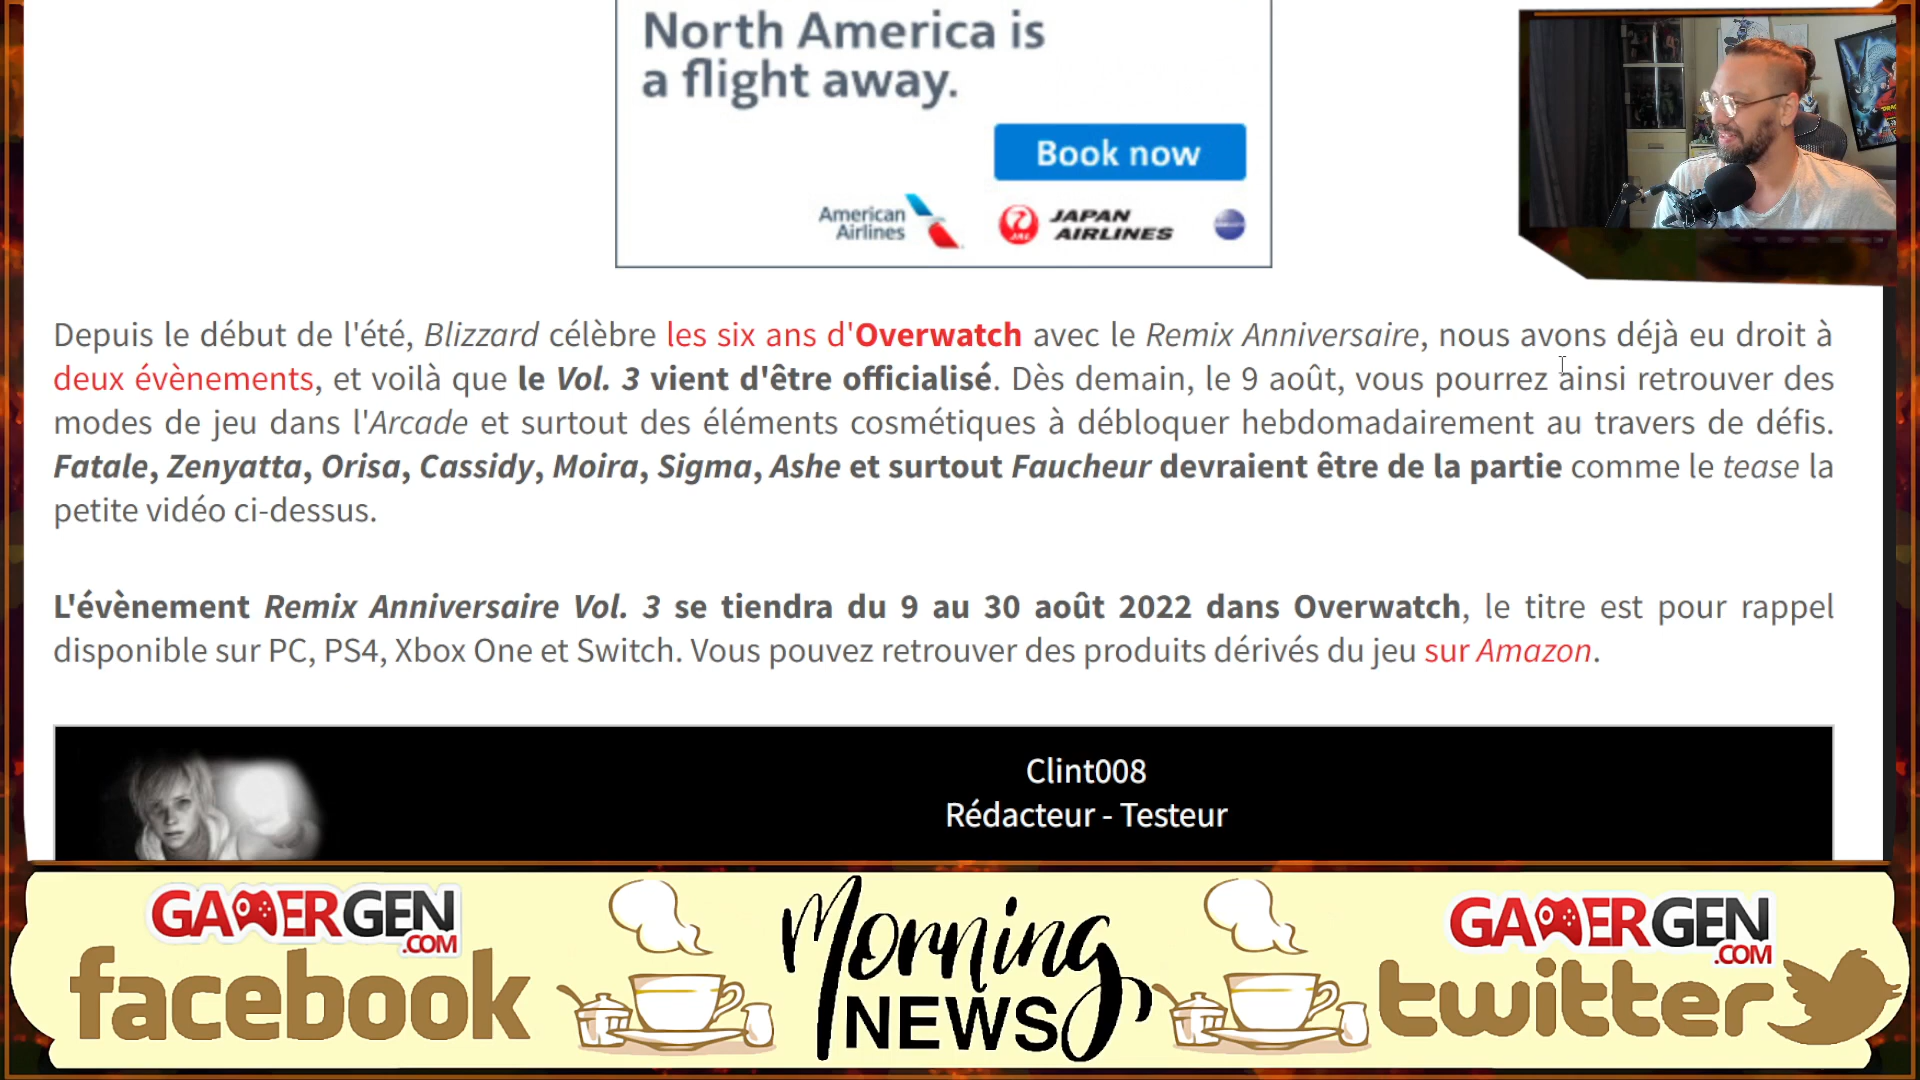 North America is
a flight away.
Book now
American
Airlines
JAL
JAPAN
AIRLINES
Depuis le début de l'été, Blizzard célèbre les six ans d'Overwatch avec le Remix Anniversaire, nous avons déjà eu droit à
deux évènements, et voilà que le Vol. 3 vient d'être officialisé. Dès demain, le 9 août, vous pourrez ainsi retrouver des
modes de jeu dans l'Arcade et surtout des éléments cosmétiques à débloquer hebdomadairement au travers de défis.
Fatale, Zenyatta, Orisa, Cassidy, Moira, Sigma, Ashe et surtout Faucheur devraient être de la partie comme le tease la
petite vidéo ci-dessus.
L'évènement Remix Anniversaire Vol. 3 se tiendra du 9 au 30 août 2022 dans Overwatch, le titre est pour rappel
disponible sur PC, PS4, Xbox One et Switch. Vous pouvez retrouver des produits dérivés du jeu sur Amazon.
Clint008
Rédacteur - Testeur
GAMERGEN
.COM
facebook
Morning
NEWS
GAMERGEN
.COM
twitter